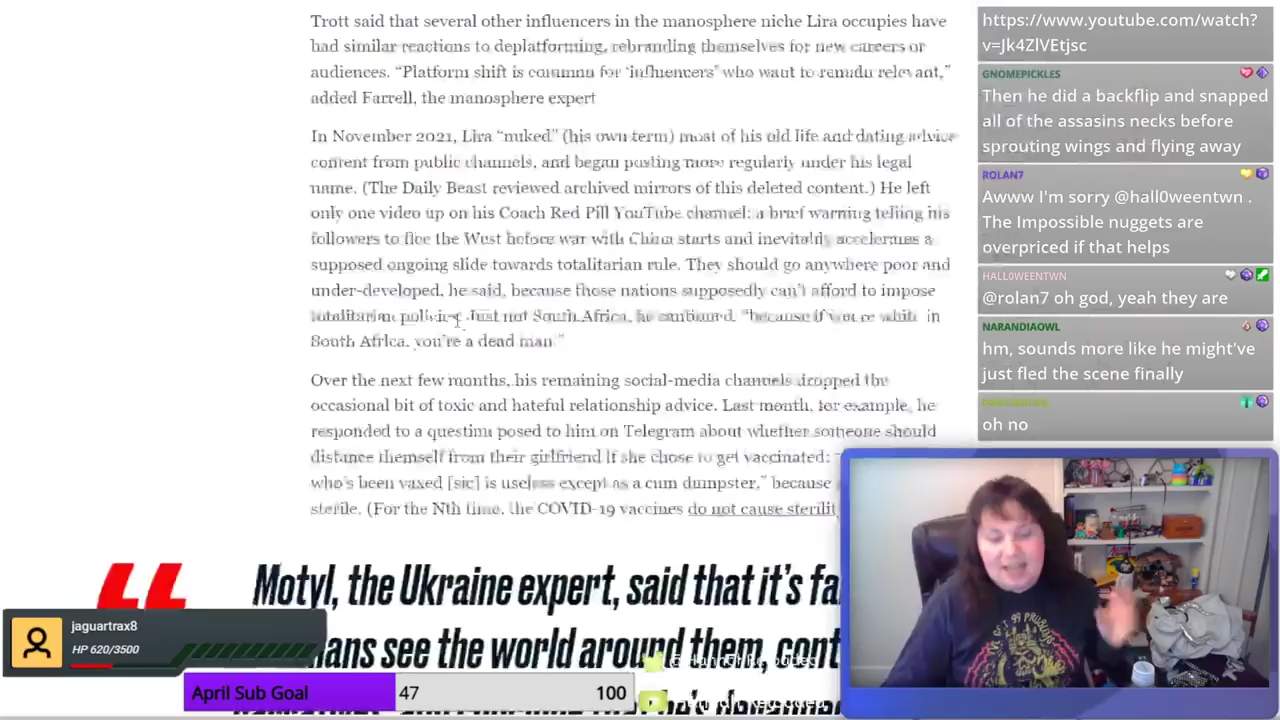 Trott said that several other influencers in the manosphere niche Lira occupies have
had similar reactions to deplatforming, rebranding themselves for new careers or
audiences. “Platform shift is common for ‘influencers’ who want to remain relevant,”
added Farrell, the manosphere expert
In November 2021, Lira “nuked” (his own term) most of his old life and dating advice
content from public channels, and began posting more regularly under his legal
name. (The Daily Beast reviewed archived mirrors of this deleted content.) He left
only one video up on his Coach Red Pill YouTube channel: a brief warning telling his
followers to flee the West before war with China starts and inevitably accelerates a
supposed ongoing slide towards totalitarian rule. They should go anywhere poor and
under-developed, he said, because those nations supposedly can’t afford to impose
totalitarian policies. Just not South Africa, he cautioned, “because if you’re white in
South Africa, you’re a dead man.”
Over the next few months, his remaining social-media channels dropped the
occasional bit of toxic and hateful relationship advice. Last month, for example, he
responded to a question posed to him on Telegram about whether someone should
distance themself from their girlfriend if she chose to get vaccinated:
who’s been vaxed [sic] is useless except as a cum dumpster,” because
sterile. (For the Nth time, the COVID-19 vaccines do not cause sterilit
“
Motyl, the Ukraine expert, said that it’s fa
ans see the world around them, cont
jaguartrax8
HP 620/3500
April Sub Goal 47 100
https://www.youtube.com/watch?
v=Jk4ZlVEtjsc
GNOMEPICKLES
Then he did a backflip and snapped
all of the assasins necks before
sprouting wings and flying away
ROLAN7
Awww I'm sorry @hall0weentwn .
The Impossible nuggets are
overpriced if that helps
HALL0WEENTWN
@rolan7 oh god, yeah they are
NARANDIAOWL
hm, sounds more like he might've
just fled the scene finally
oh no